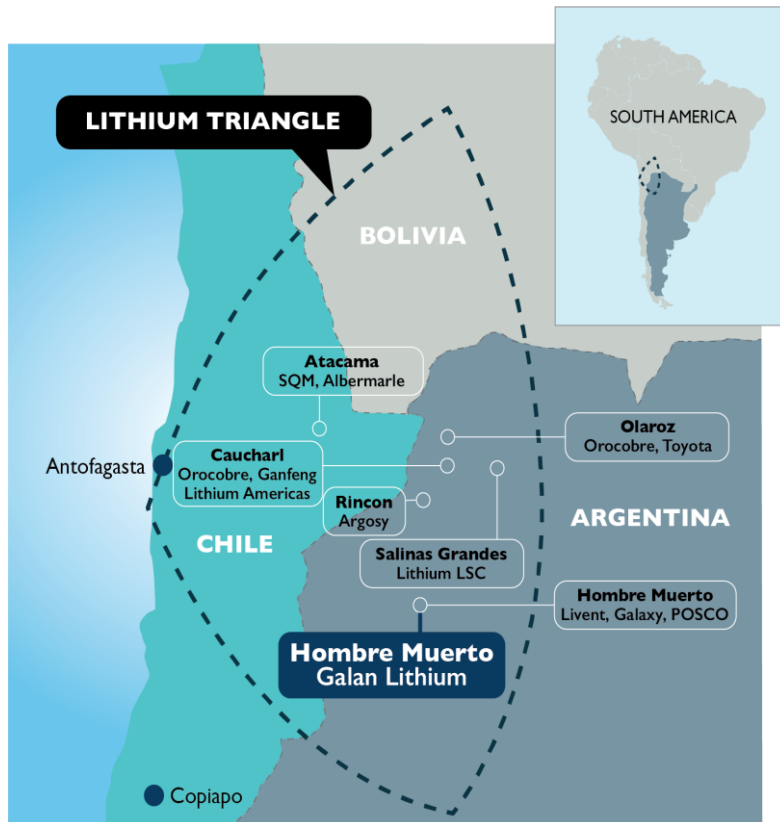 SOUTH AMERICA
LITHIUM TRIANGLE
BOLIVIA
Atacama
SQM, Albermarle
Olaroz
Orocobre, Toyota
Antofagasta
Caucharl
Orocobre, Ganfeng
Lithium Americas
Rincon
Argosy
ARGENTINA
CHILE
Salinas Grandes
Lithium LSC
Hombre Muerto
Livent, Galaxy, POSCO
Hombre Muerto
Galan Lithium
Copiapo